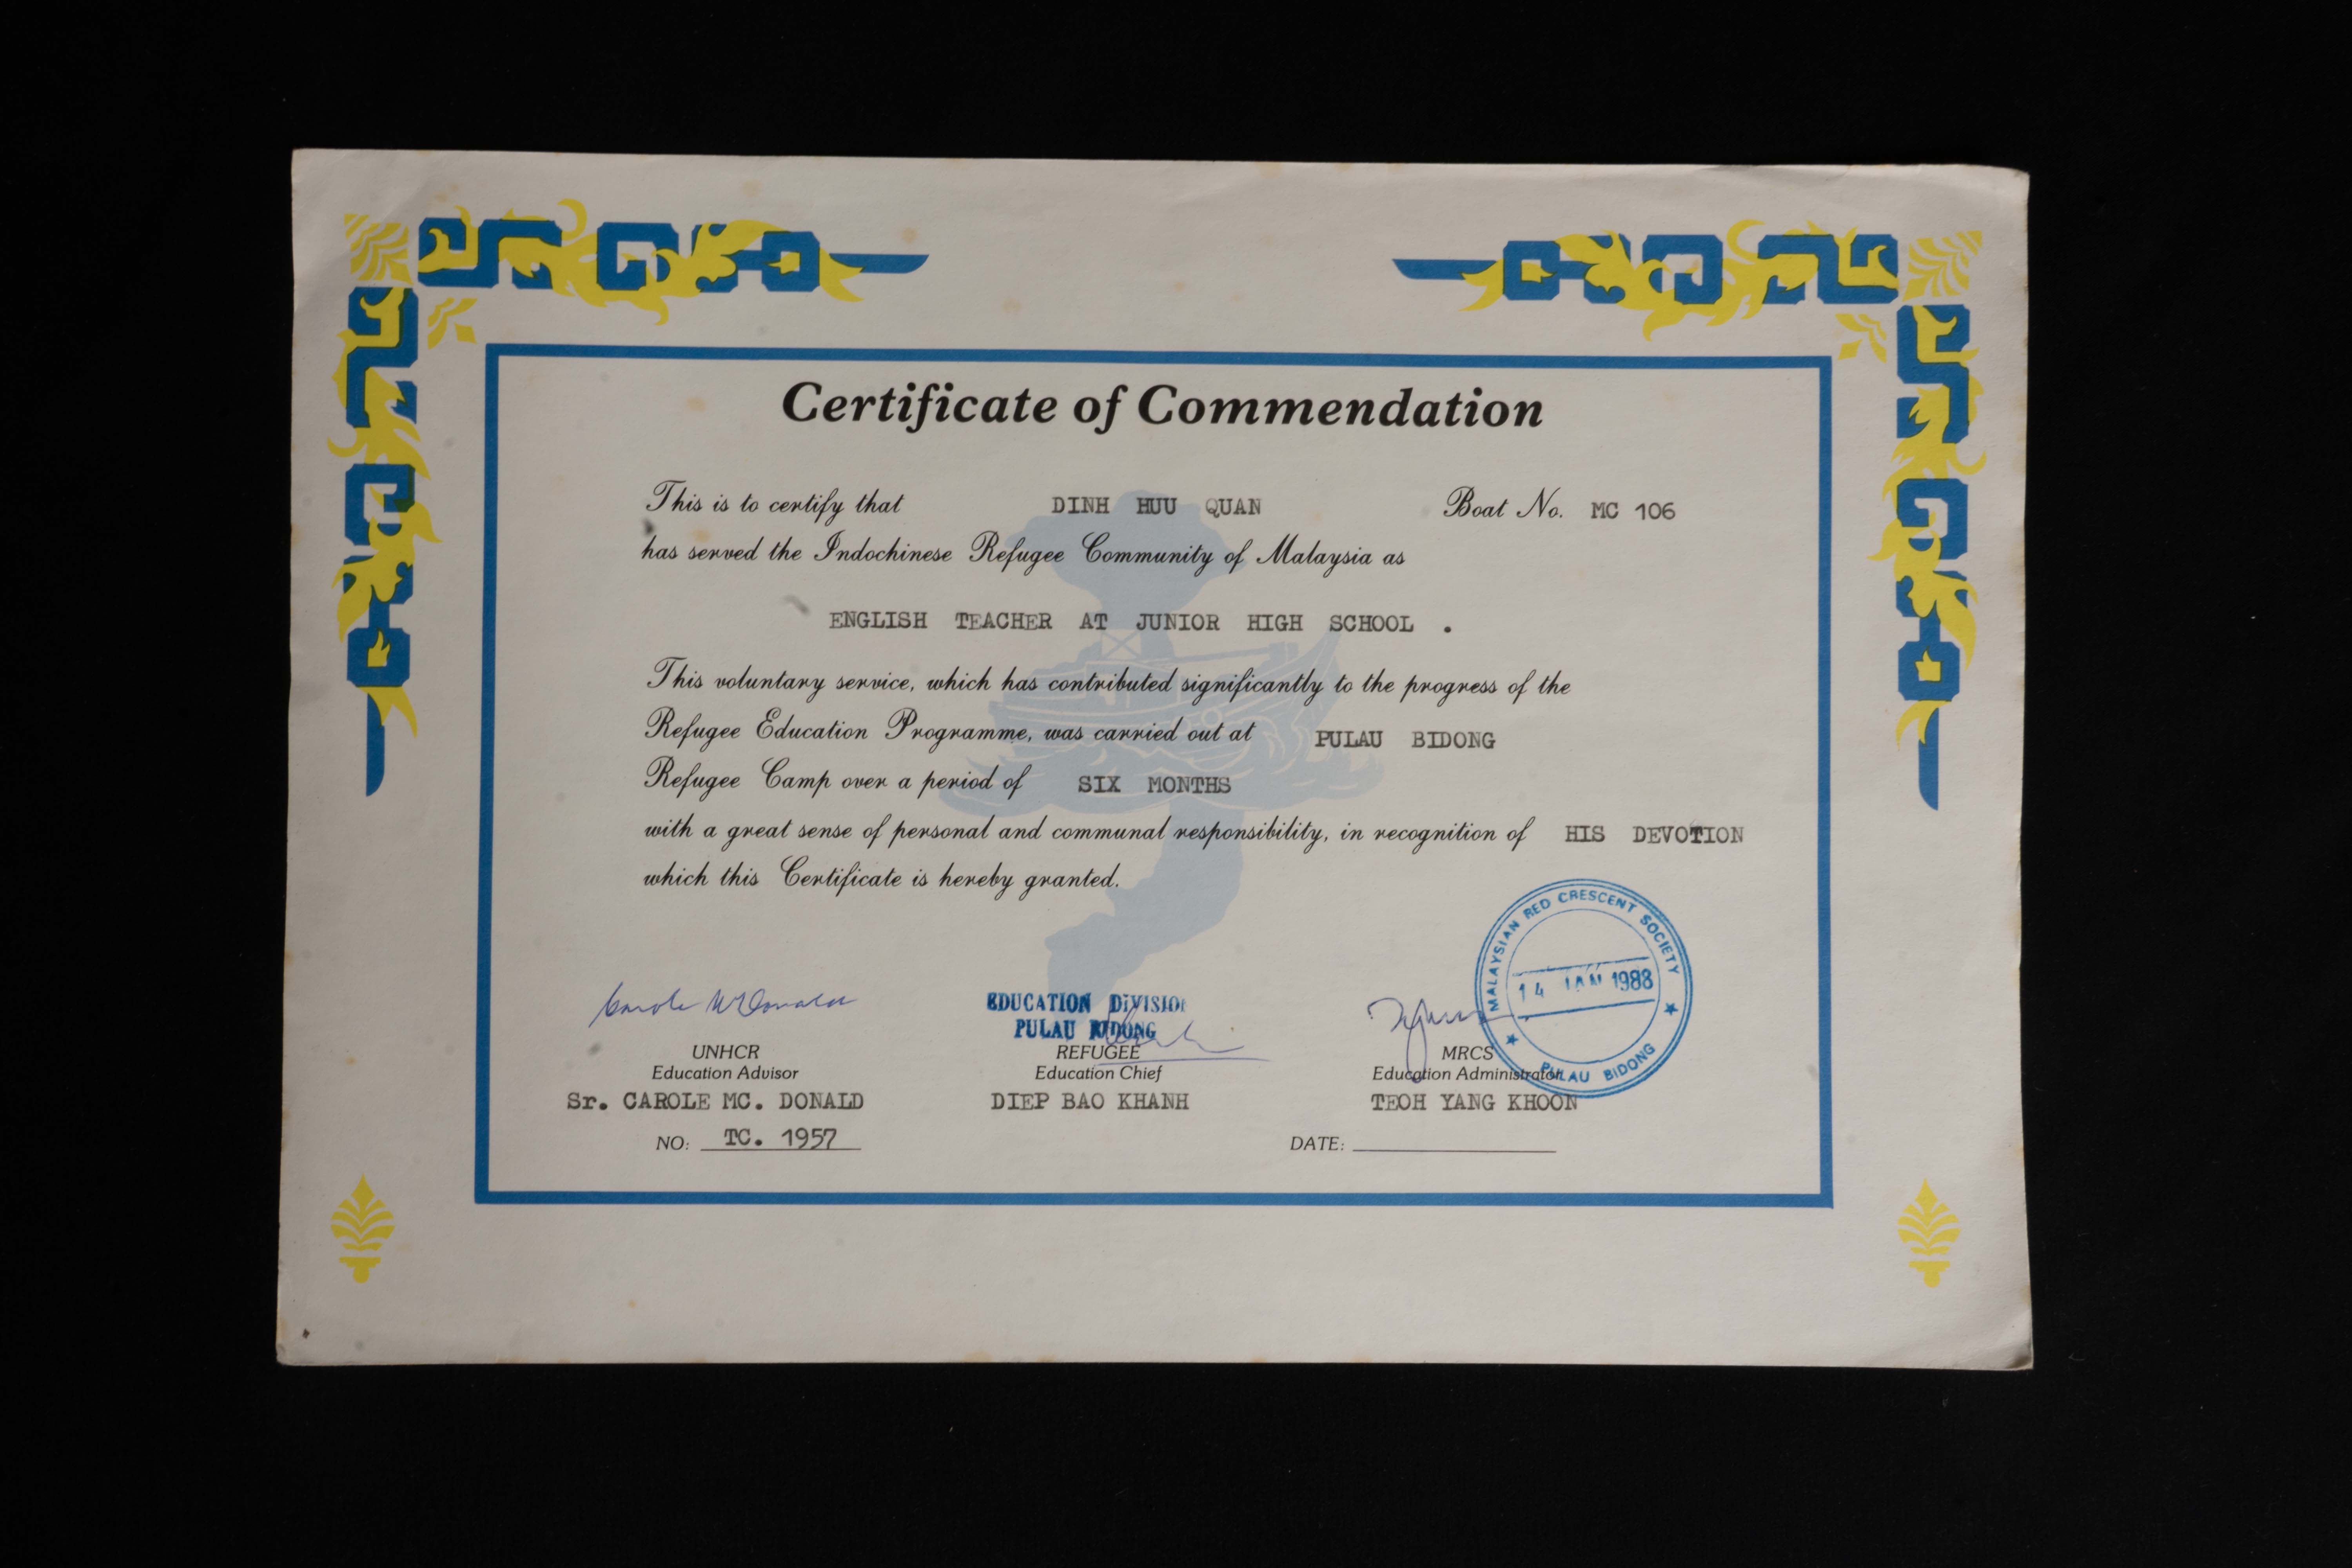 Certificate of Commendation
This is to certify that DINH HUU QUAN Boat No. MC 106
has served the Indochinese Refugee Community of Malaysia as
ENGLISH TEACHER AT JUNIOR HIGH SCHOOL .
This voluntary service, which has contributed significantly to the progress of the
Refugee Education Programme, was carried out at PULAU BIDONG
Refugee Camp over a period of SIX MONTHS
with a great sense of personal and communal responsibility, in recognition of HIS DEVOTION
which this Certificate is hereby granted.
MALAYSIAN RED CRESCENT SOCIETY
14 JAN 1988
PULAU BIDONG
Carole McDonald
EDUCATION DIVISION
PULAU BIDONG
UNHCR REFUGEE MRCS
Education Advisor Education Chief Education Administrator
Sr. CAROLE MC. DONALD DIEP BAO KHANH TEOH YANG KHOON
NO: TC. 1957 DATE: